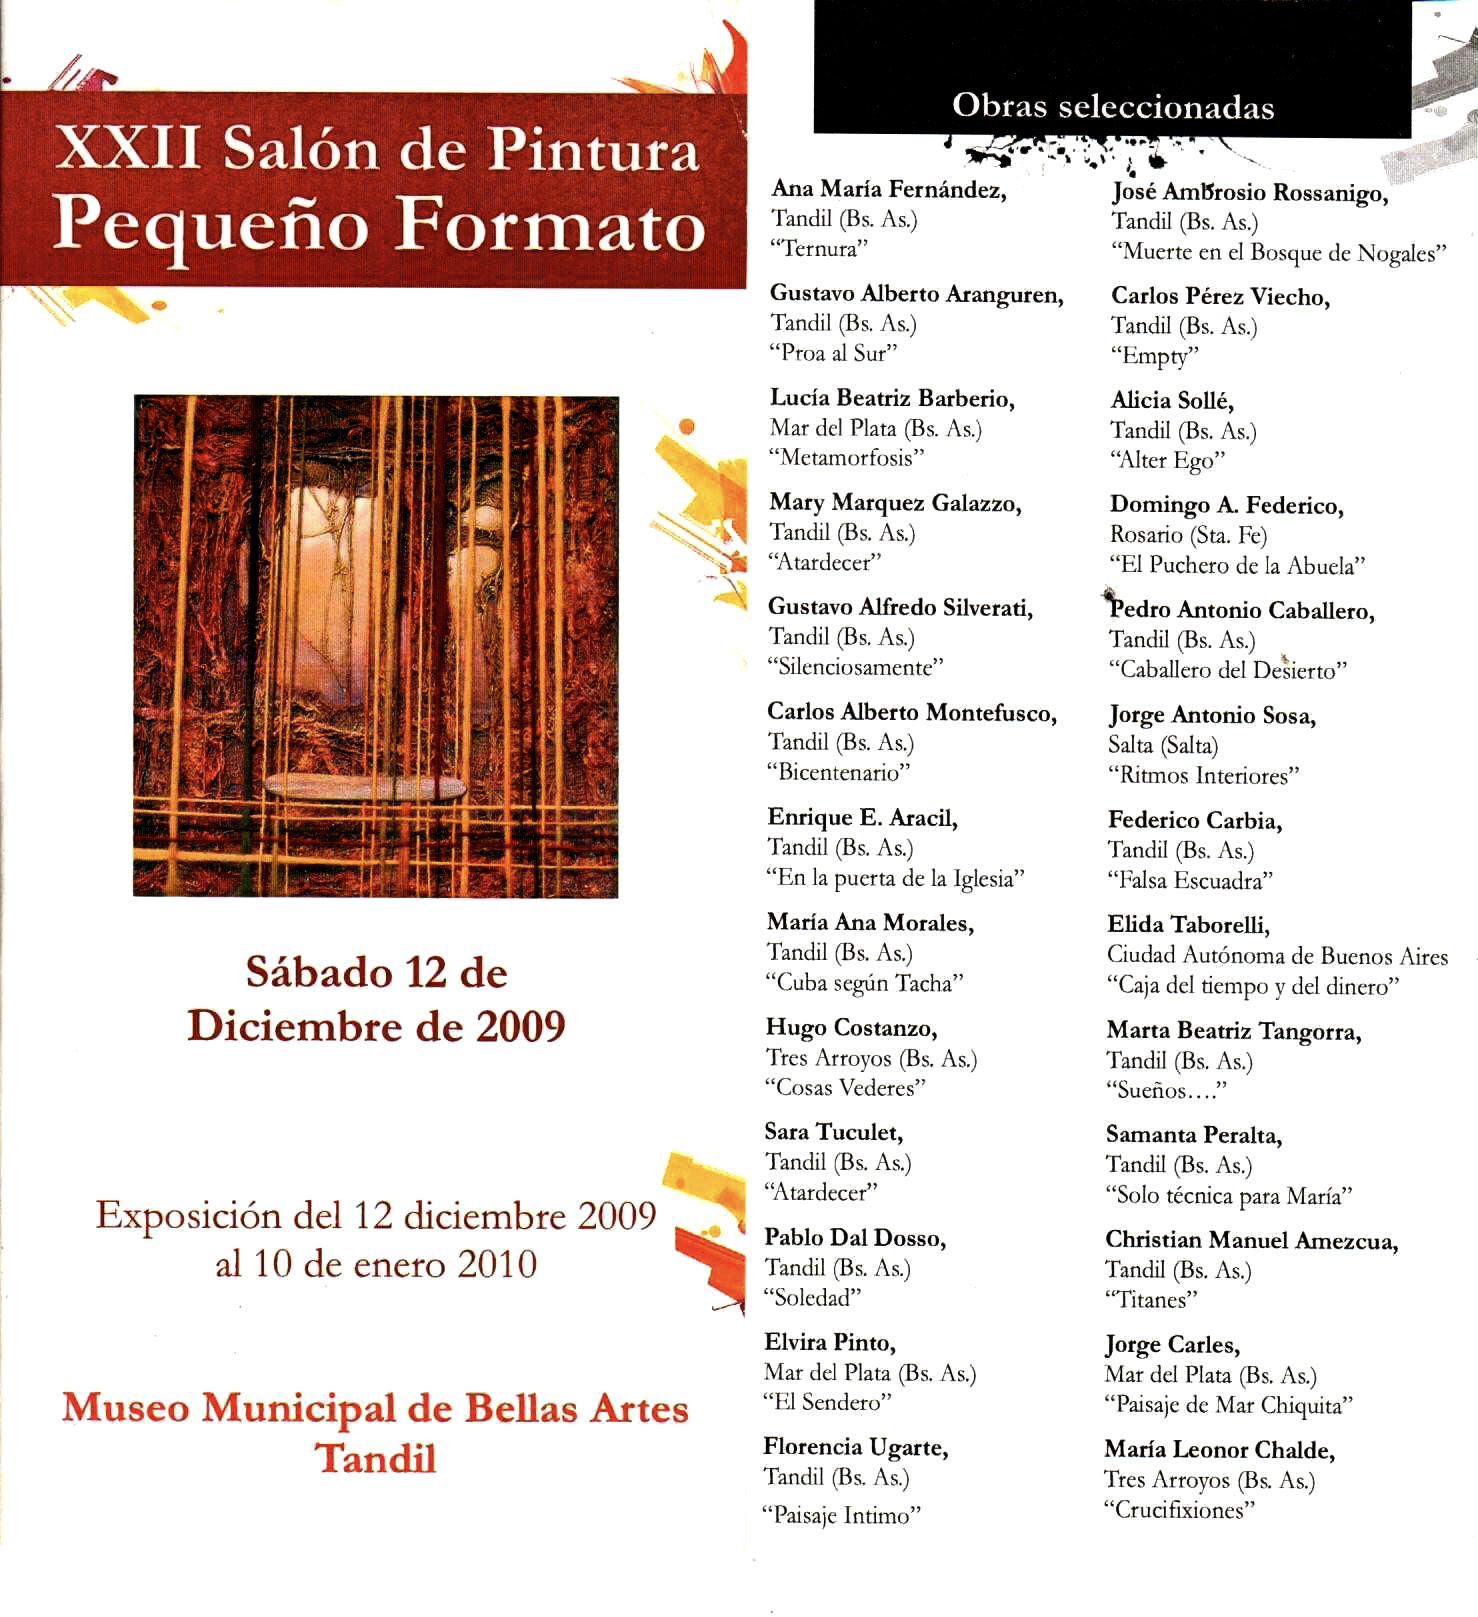 XXII Salón de Pintura
Pequeño Formato
Sábado 12 de
Diciembre de 2009
Exposición del 12 diciembre 2009
al 10 de enero 2010
Museo Municipal de Bellas Artes
Tandil
Obras seleccionadas
Ana María Fernández,
Tandil (Bs. As.)
“Ternura”
Gustavo Alberto Aranguren,
Tandil (Bs. As.)
“Proa al Sur”
Lucía Beatriz Barberio,
Mar del Plata (Bs. As.)
“Metamorfosis”
Mary Marquez Galazzo,
Tandil (Bs. As.)
“Atardecer”
Gustavo Alfredo Silverati,
Tandil (Bs. As.)
“Silenciosamente”
Carlos Alberto Montefusco,
Tandil (Bs. As.)
“Bicentenario”
Enrique E. Aracil,
Tandil (Bs. As.)
“En la puerta de la Iglesia”
María Ana Morales,
Tandil (Bs. As.)
“Cuba según Tacha”
Hugo Costanzo,
Tres Arroyos (Bs. As.)
“Cosas Vederes”
Sara Tuculet,
Tandil (Bs. As.)
“Atardecer”
Pablo Dal Dosso,
Tandil (Bs. As.)
“Soledad”
Elvira Pinto,
Mar del Plata (Bs. As.)
“El Sendero”
Florencia Ugarte,
Tandil (Bs. As.)
“Paisaje Intimo”
José Ambrosio Rossanigo,
Tandil (Bs. As.)
“Muerte en el Bosque de Nogales”
Carlos Pérez Viecho,
Tandil (Bs. As.)
“Empty”
Alicia Sollé,
Tandil (Bs. As.)
“Alter Ego”
Domingo A. Federico,
Rosario (Sta. Fe)
“El Puchero de la Abuela”
Pedro Antonio Caballero,
Tandil (Bs. As.)
“Caballero del Desierto”
Jorge Antonio Sosa,
Salta (Salta)
“Ritmos Interiores”
Federico Carbia,
Tandil (Bs. As.)
“Falsa Escuadra”
Elida Taborelli,
Ciudad Autónoma de Buenos Aires
“Caja del tiempo y del dinero”
Marta Beatriz Tangorra,
Tandil (Bs. As.)
“Sueños....”
Samanta Peralta,
Tandil (Bs. As.)
“Solo técnica para María”
Christian Manuel Amezcua,
Tandil (Bs. As.)
“Titanes”
Jorge Carles,
Mar del Plata (Bs. As.)
“Paisaje de Mar Chiquita”
María Leonor Chalde,
Tres Arroyos (Bs. As.)
“Crucifixiones”